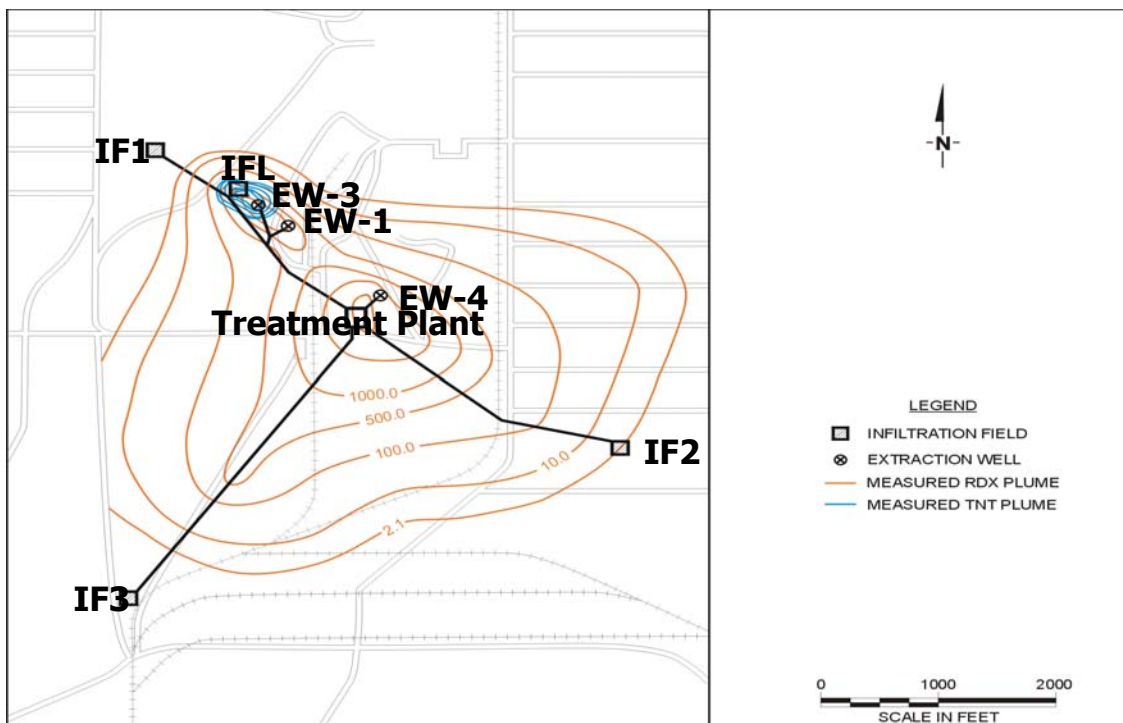 IF1
IFL
EW-3
EW-1
EW-4
Treatment Plant
1000.0
500.0
100.0
10.0
2.1
IF2
IF3
-N-
LEGEND
INFILTRATION FIELD
EXTRACTION WELL
MEASURED RDX PLUME
MEASURED TNT PLUME
0 1000 2000
SCALE IN FEET